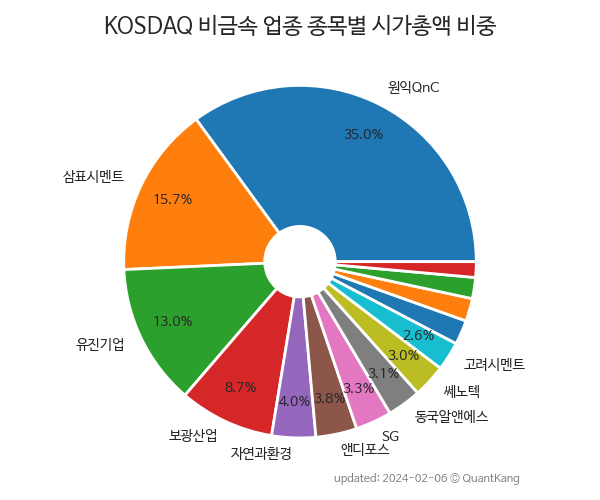 KOSDAQ 비금속 업종 종목별 시가총액 비중
원익QnC
35.0%
삼표시멘트
15.7%
유진기업
13.0%
보광산업
8.7%
자연과환경
4.0%
앤디포스
3.8%
SG
3.3%
동국알앤에스
3.1%
쎄노텍
3.0%
고려시멘트
2.6%
updated: 2024-02-06 © QuantKang